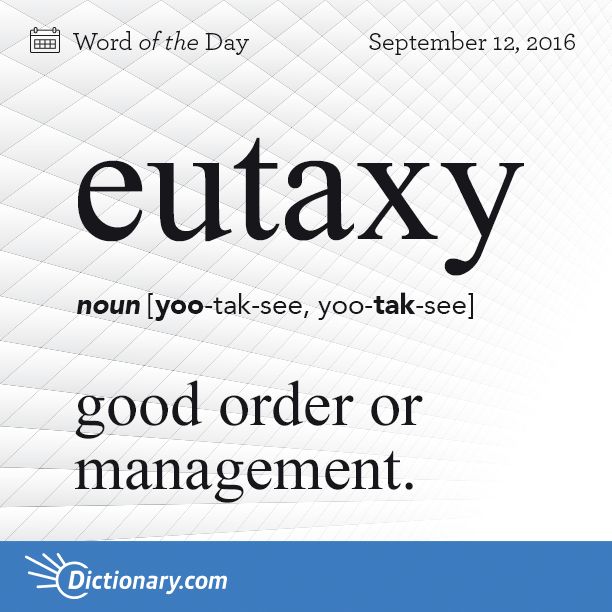 Word of the Day
September 12, 2016
eutaxy
noun [yoo-tak-see, yoo-tak-see]
good order or
management.
Dictionary.com